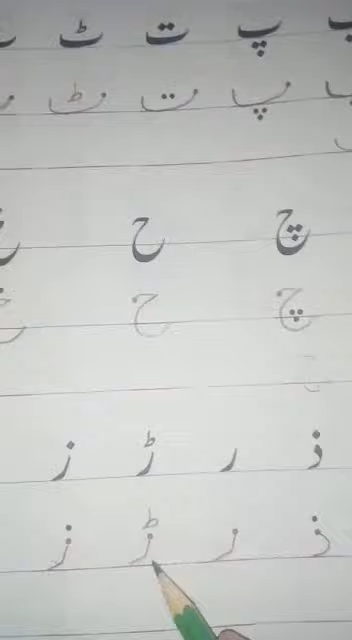 پ ت ٹ
پ ت ٹ
چ ح
چ ح
ذ ر ڑ ز
ذ ر ڑ ز